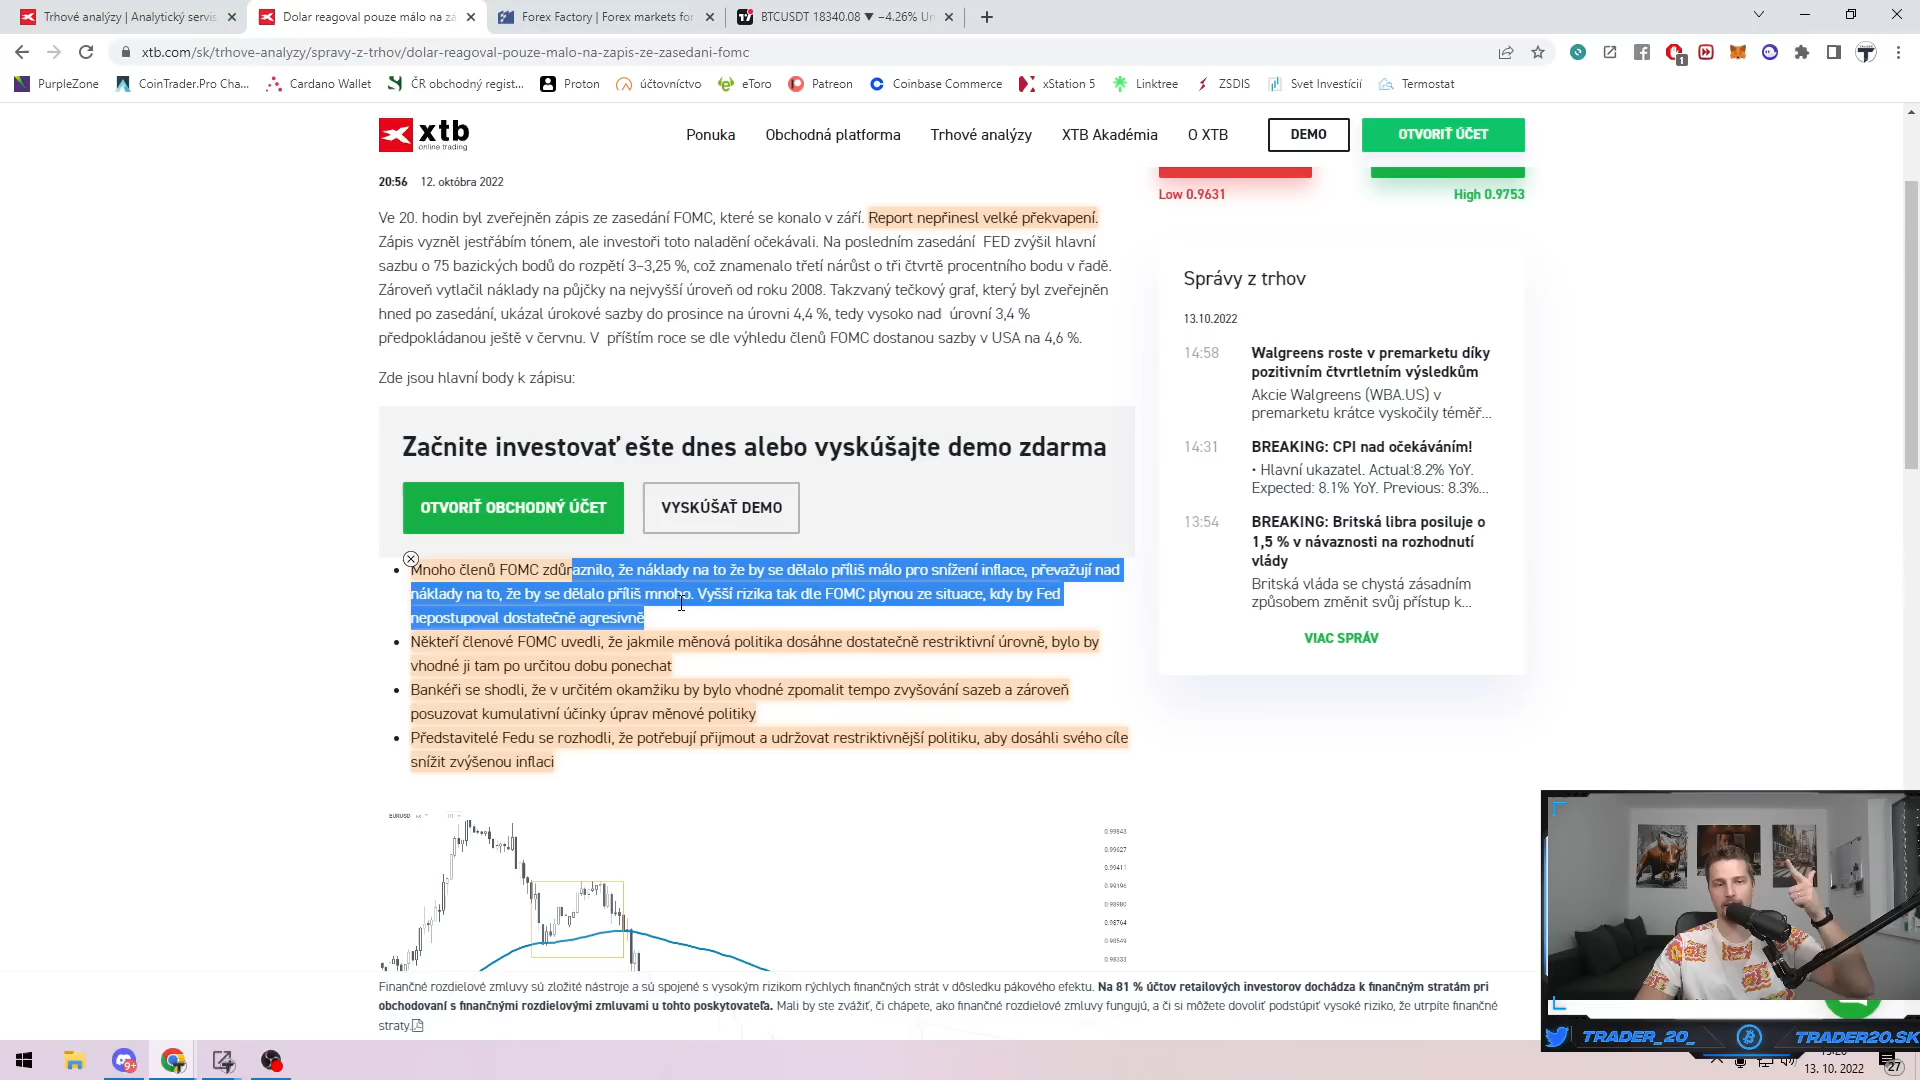 Trhové analýzy | Analytický servis
Dolar reagoval pouze málo na zá
Forex Factory | Forex markets for
BTCUSDT 18340.08 ▼ −4.26% Un
xtb.com/sk/trhove-analyzy/spravy-z-trhov/dolar-reagoval-pouze-malo-na-zapis-ze-zasedani-fomc
PurpleZone
CoinTrader.Pro Cha...
Cardano Wallet
ČR obchodný regist...
Proton
účtovníctvo
eToro
Patreon
Coinbase Commerce
xStation 5
Linktree
ZSDIS
Svet Investícií
Termostat
xtb
online trading
Ponuka
Obchodná platforma
Trhové analýzy
XTB Akadémia
O XTB
DEMO
OTVORIŤ ÚČET
20:56 12. októbra 2022
Low 0.9631
High 0.9753
Ve 20. hodin byl zveřejněn zápis ze zasedání FOMC, které se konalo v září. Report nepřinesl velké překvapení.
Zápis vyzněl jestřábím tónem, ale investoři toto naladění očekávali. Na posledním zasedání FED zvýšil hlavní
sazbu o 75 bazických bodů do rozpětí 3–3,25 %, což znamenalo třetí nárůst o tři čtvrtě procentního bodu v řadě.
Zároveň vytlačil náklady na půjčky na nejvyšší úroveň od roku 2008. Takzvaný tečkový graf, který byl zveřejněn
hned po zasedání, ukázal úrokové sazby do prosince na úrovni 4,4 %, tedy vysoko nad úrovní 3,4 %
předpokládanou ještě v červnu. V příštím roce se dle výhledu členů FOMC dostanou sazby v USA na 4,6 %.
Zde jsou hlavní body k zápisu:
Začnite investovať ešte dnes alebo vyskúšajte demo zdarma
OTVORIŤ OBCHODNÝ ÚČET
VYSKÚŠAŤ DEMO
• Mnoho členů FOMC zdůraznilo, že náklady na to že by se dělalo příliš málo pro snížení inflace, převažují nad
náklady na to, že by se dělalo příliš mnoho. Vyšší rizika tak dle FOMC plynou ze situace, kdy by Fed
nepostupoval dostatečně agresivně
• Někteří členové FOMC uvedli, že jakmile měnová politika dosáhne dostatečně restriktivní úrovně, bylo by
vhodné ji tam po určitou dobu ponechat
• Bankéři se shodli, že v určitém okamžiku by bylo vhodné zpomalit tempo zvyšování sazeb a zároveň
posuzovat kumulativní účinky úprav měnové politiky
• Představitelé Fedu se rozhodli, že potřebují přijmout a udržovat restriktivnější politiku, aby dosáhli svého cíle
snížit zvýšenou inflaci
Správy z trhov
13.10.2022
14:58
Walgreens roste v premarketu díky
pozitivním čtvrtletním výsledkům
Akcie Walgreens (WBA.US) v
premarketu krátce vyskočily téměř...
14:31
BREAKING: CPI nad očekáváním!
• Hlavní ukazatel. Actual:8.2% YoY.
Expected: 8.1% YoY. Previous: 8.3%...
13:54
BREAKING: Britská libra posiluje o
1,5 % v návaznosti na rozhodnutí
vlády
Britská vláda se chystá zásadním
způsobem změnit svůj přístup k...
VIAC SPRÁV
EURUSD
0.99843
0.99627
0.99411
0.99196
0.98980
0.98764
0.98549
0.98333
Finančné rozdielové zmluvy sú zložité nástroje a sú spojené s vysokým rizikom rýchlych finančných strát v dôsledku pákového efektu. Na 81 % účtov retailových investorov dochádza k finančným stratám pri
obchodovaní s finančnými rozdielovými zmluvami u tohto poskytovateľa. Mali by ste zvážiť, či chápete, ako finančné rozdielové zmluvy fungujú, a či si môžete dovoliť podstúpiť vysoké riziko, že utrpíte finančné
straty.
TRADER_20_
TRADER20.SK
13. 10. 2022
27